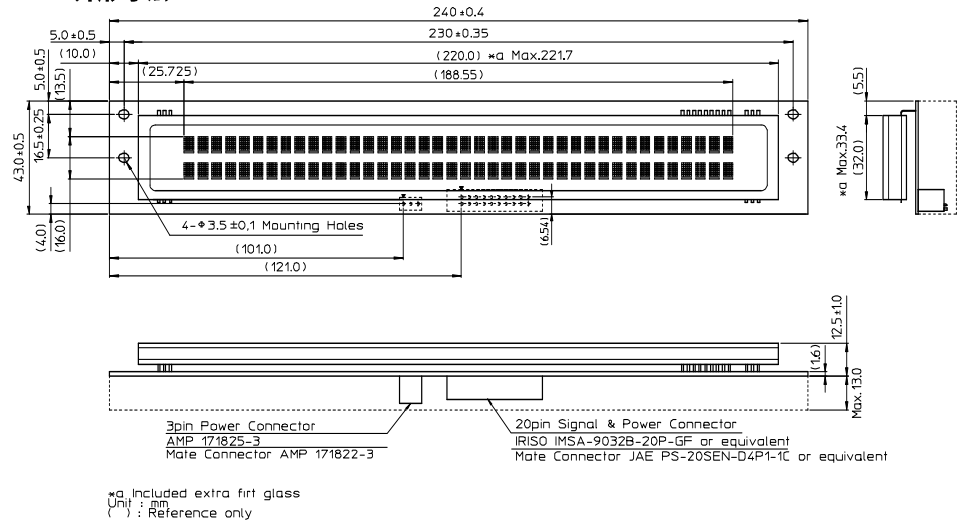 240±0.4
5.0±0.5
230±0.35
(10.0)
(220.0) *a Max.221.7
(25.725)
(188.55)
5.0±0.5
(13.5)
43.0±0.5
16.5±0.25
(4.0)
(16.0)
(5.5)
*a Max.33.4
(32.0)
(6.54)
4-Φ3.5±0,1 Mounting Holes
(101.0)
(121.0)
12.5±1.0
(1.6)
Max.13.0
3pin Power Connector
AMP 171825-3
Mate Connector AMP 171822-3
20pin Signal & Power Connector
IRISO IMSA-9032B-20P-GF or equivalent
Mate Connector JAE PS-20SEN-D4P1-1C or equivalent
*a Included extra firt glass
Unit : mm
( ) : Reference only